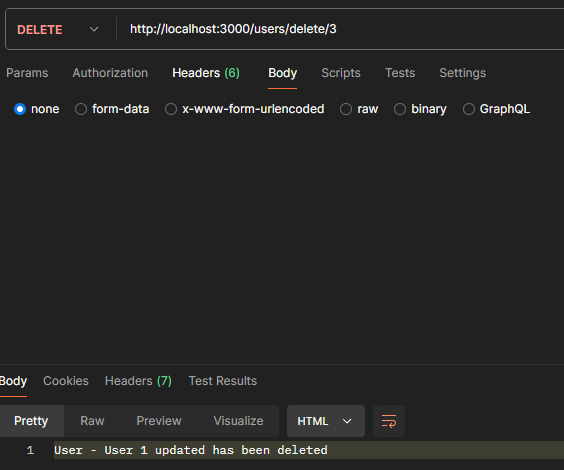 DELETE http://localhost:3000/users/delete/3
Params Authorization Headers (6) Body Scripts Tests Settings
none form-data x-www-form-urlencoded raw binary GraphQL
Body Cookies Headers (7) Test Results
Pretty Raw Preview Visualize HTML
1 User - User 1 updated has been deleted